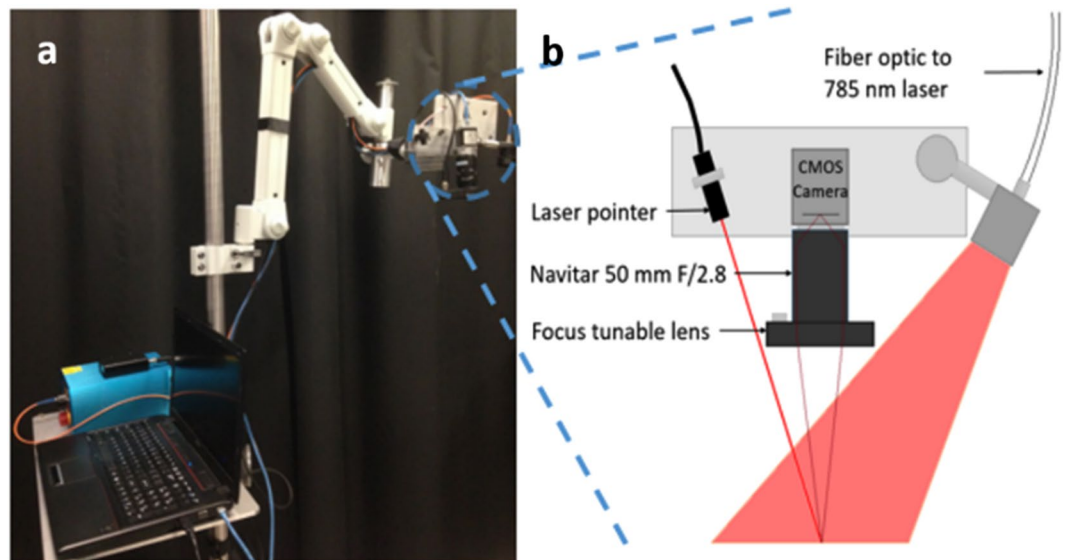 a
b
Fiber optic to
785 nm laser
CMOS
Camera
Laser pointer
Navitar 50 mm F/2.8
Focus tunable lens